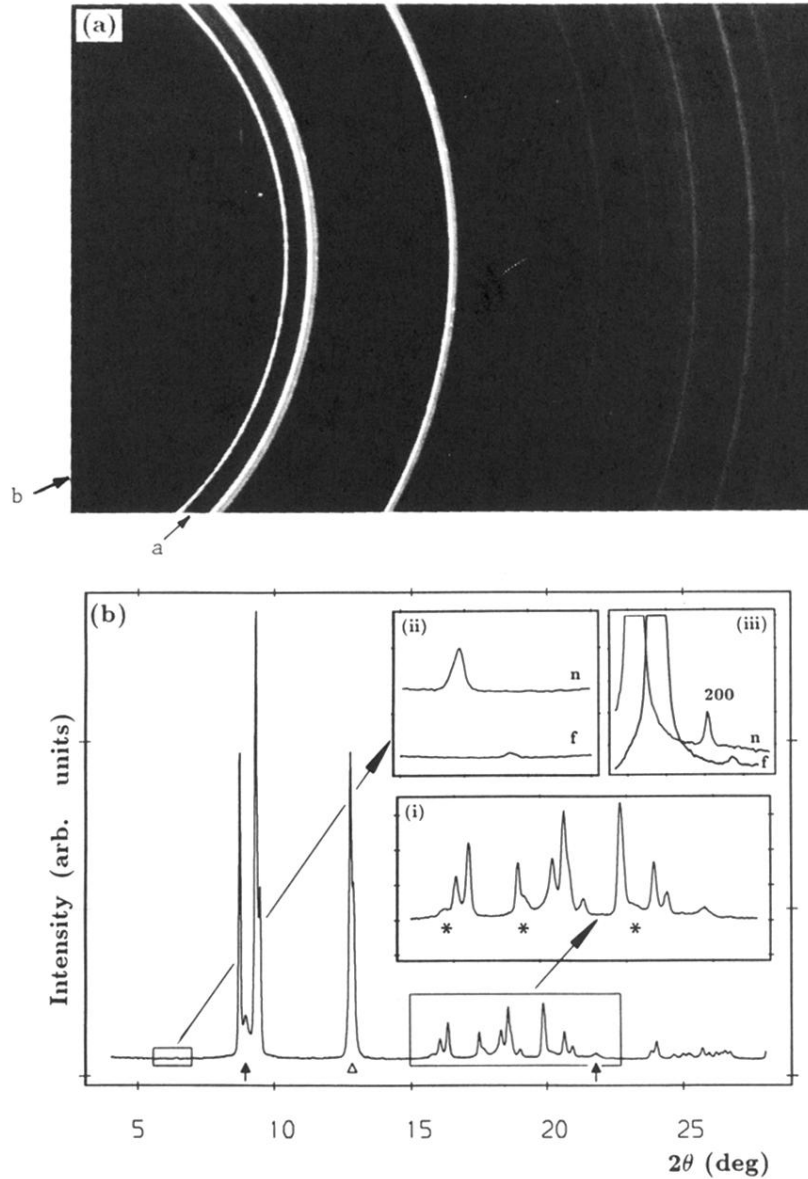 (a)
b
a
(b)
(ii)
n
f
(iii)
200
n
f
(i)
* * *
Intensity (arb. units)
5 10 15 20 25
2θ (deg)